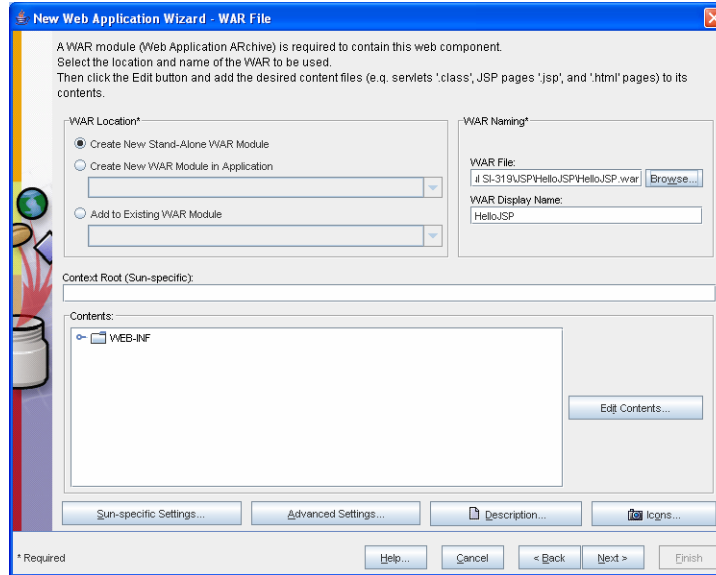 New Web Application Wizard - WAR File
A WAR module (Web Application ARchive) is required to contain this web component.
Select the location and name of the WAR to be used.
Then click the Edit button and add the desired content files (e.g. servlets '.class', JSP pages '.jsp', and '.html' pages) to its
contents.
WAR Location*
WAR Naming*
Create New Stand-Alone WAR Module
Create New WAR Module in Application
WAR File:
il SI-319\JSP\HelloJSP\HelloJSP.war
Browse...
WAR Display Name:
HelloJSP
Add to Existing WAR Module
Context Root (Sun-specific):
Contents:
WEB-INF
Edit Contents...
Sun-specific Settings...
Advanced Settings...
Description...
Icons...
* Required
Help...
Cancel
< Back
Next >
Finish